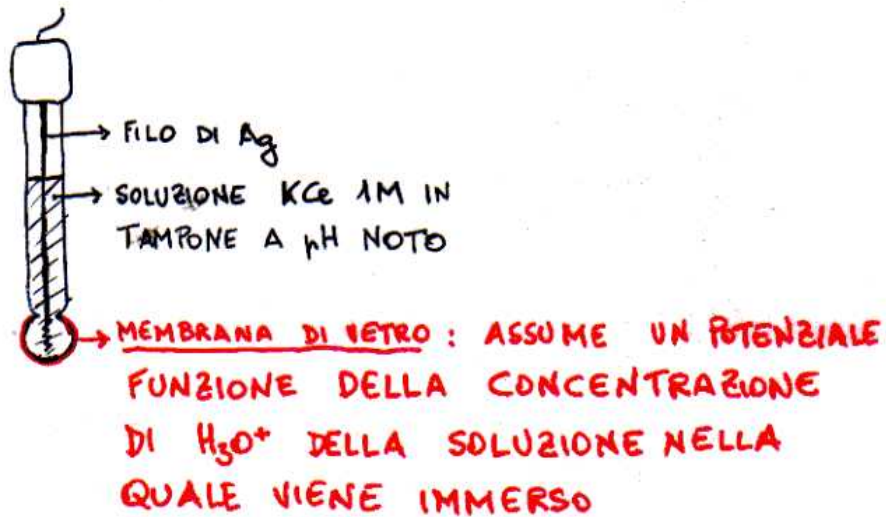 FILO DI Ag
SOLUZIONE KCl 1M IN
TAMPONE A pH NOTO
MEMBRANA DI VETRO : ASSUME UN POTENZIALE
FUNZIONE DELLA CONCENTRAZIONE
DI H₃O⁺ DELLA SOLUZIONE NELLA
QUALE VIENE IMMERSO